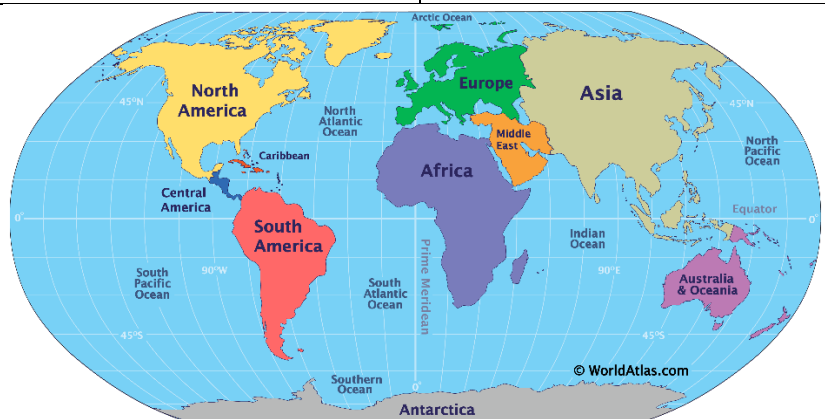 Arctic Ocean
North
America
Europe
Asia
45°N
45°N
North
Atlantic
Ocean
Middle
East
North
Pacific
Ocean
Caribbean
Africa
Central
America
0°
Equator
0°
South
America
Indian
Ocean
Prime Meridean
90°W
90°E
South
Pacific
Ocean
South
Atlantic
Ocean
Australia
& Oceania
45°S
45°S
© WorldAtlas.com
Southern
Ocean
0°
Antarctica